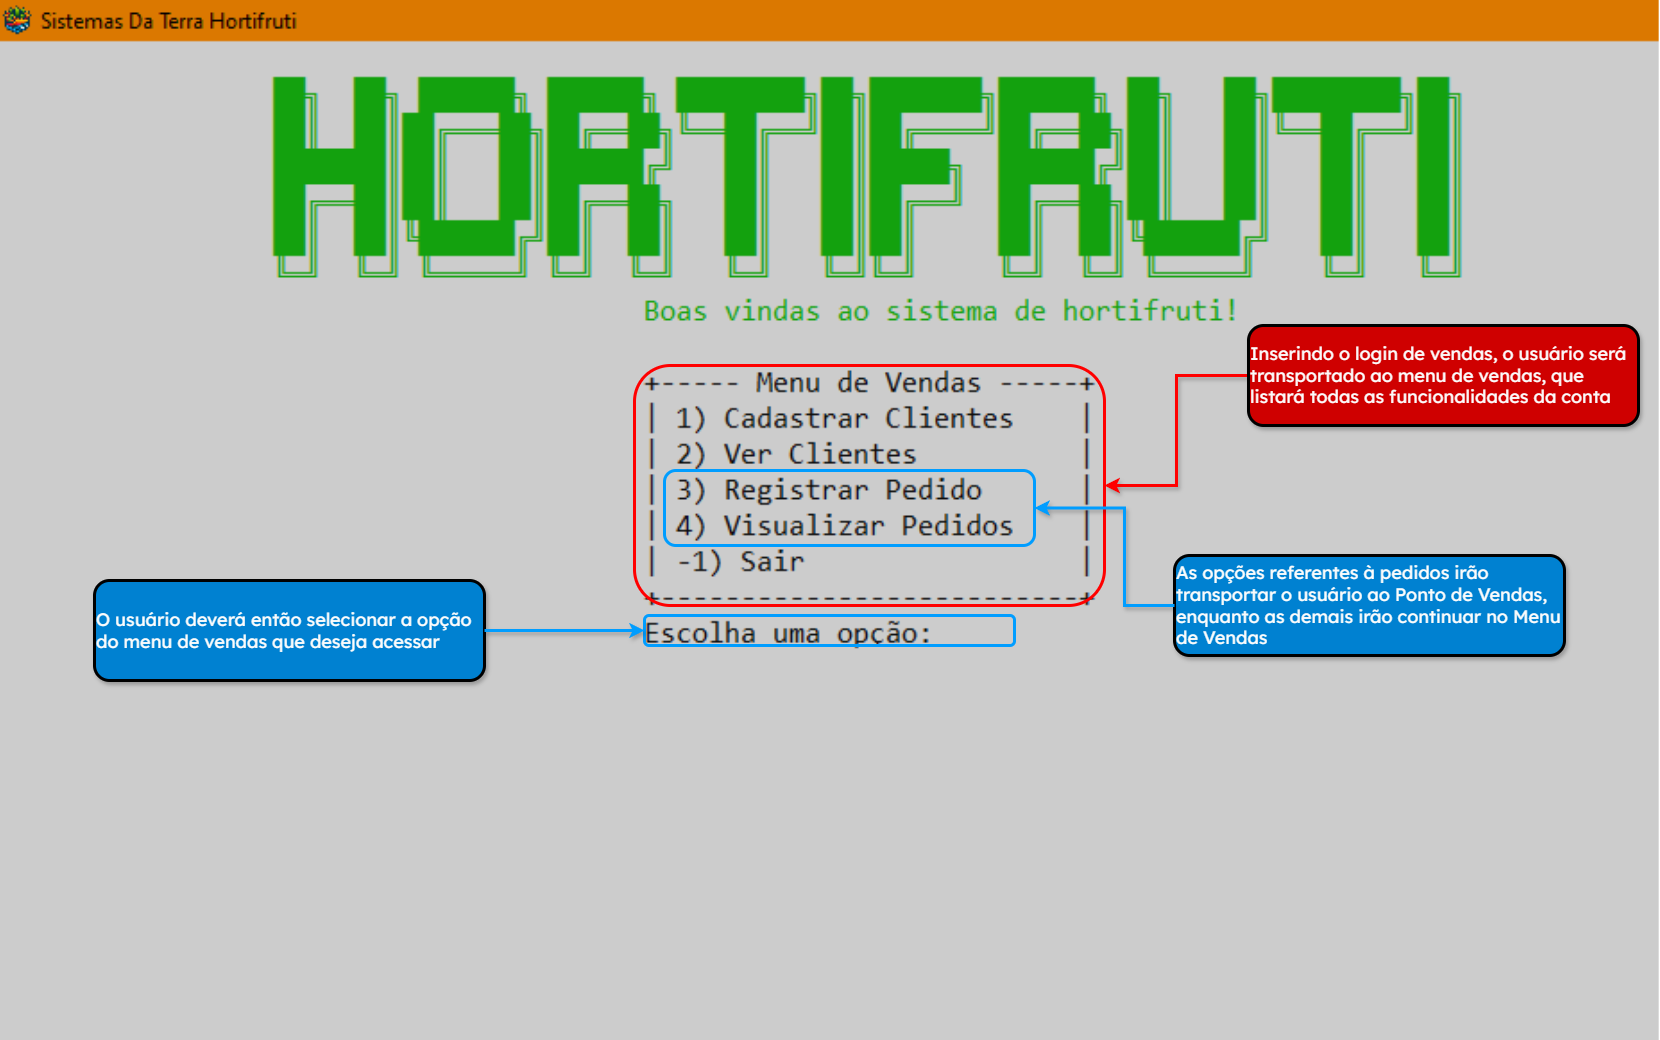 Sistemas Da Terra Hortifruti
HORTIFRUTI
Boas vindas ao sistema de hortifruti!
Inserindo o login de vendas, o usuário será
transportado ao menu de vendas, que
listará todas as funcionalidades da conta
+----- Menu de Vendas -----+
| 1) Cadastrar Clientes |
| 2) Ver Clientes |
| 3) Registrar Pedido |
| 4) Visualizar Pedidos |
| -1) Sair |
+--------------------------+
Escolha uma opção:
As opções referentes à pedidos irão
transportar o usuário ao Ponto de Vendas,
enquanto as demais irão continuar no Menu
de Vendas
O usuário deverá então selecionar a opção
do menu de vendas que deseja acessar